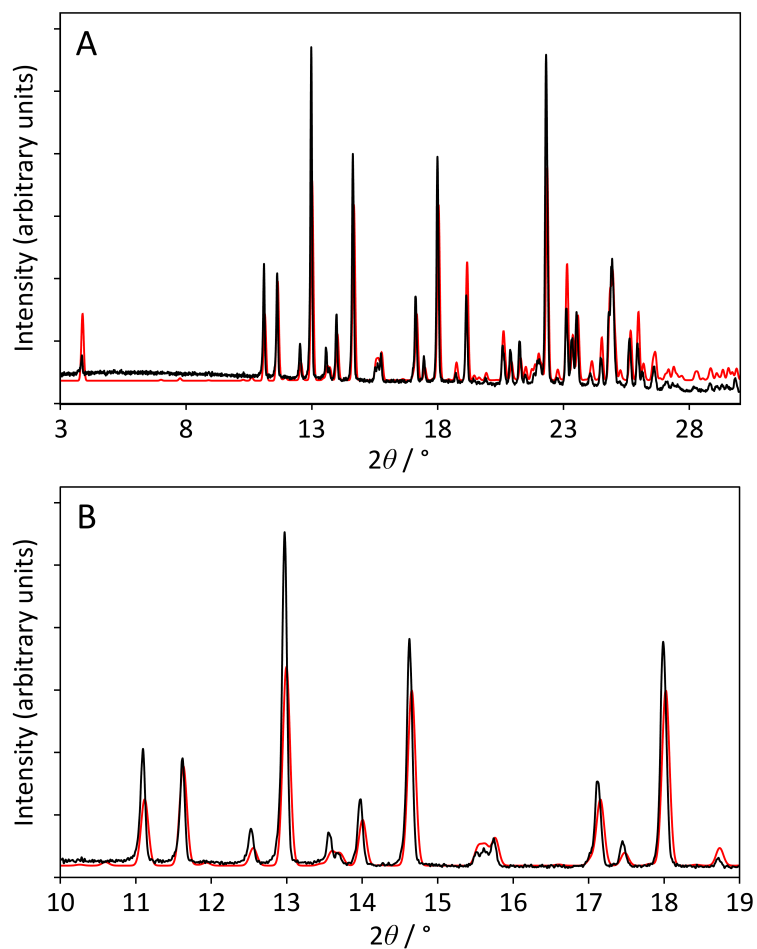 A
Intensity (arbitrary units)
3 8 13 18 23 28
2θ / °
B
Intensity (arbitrary units)
10 11 12 13 14 15 16 17 18 19
2θ / °